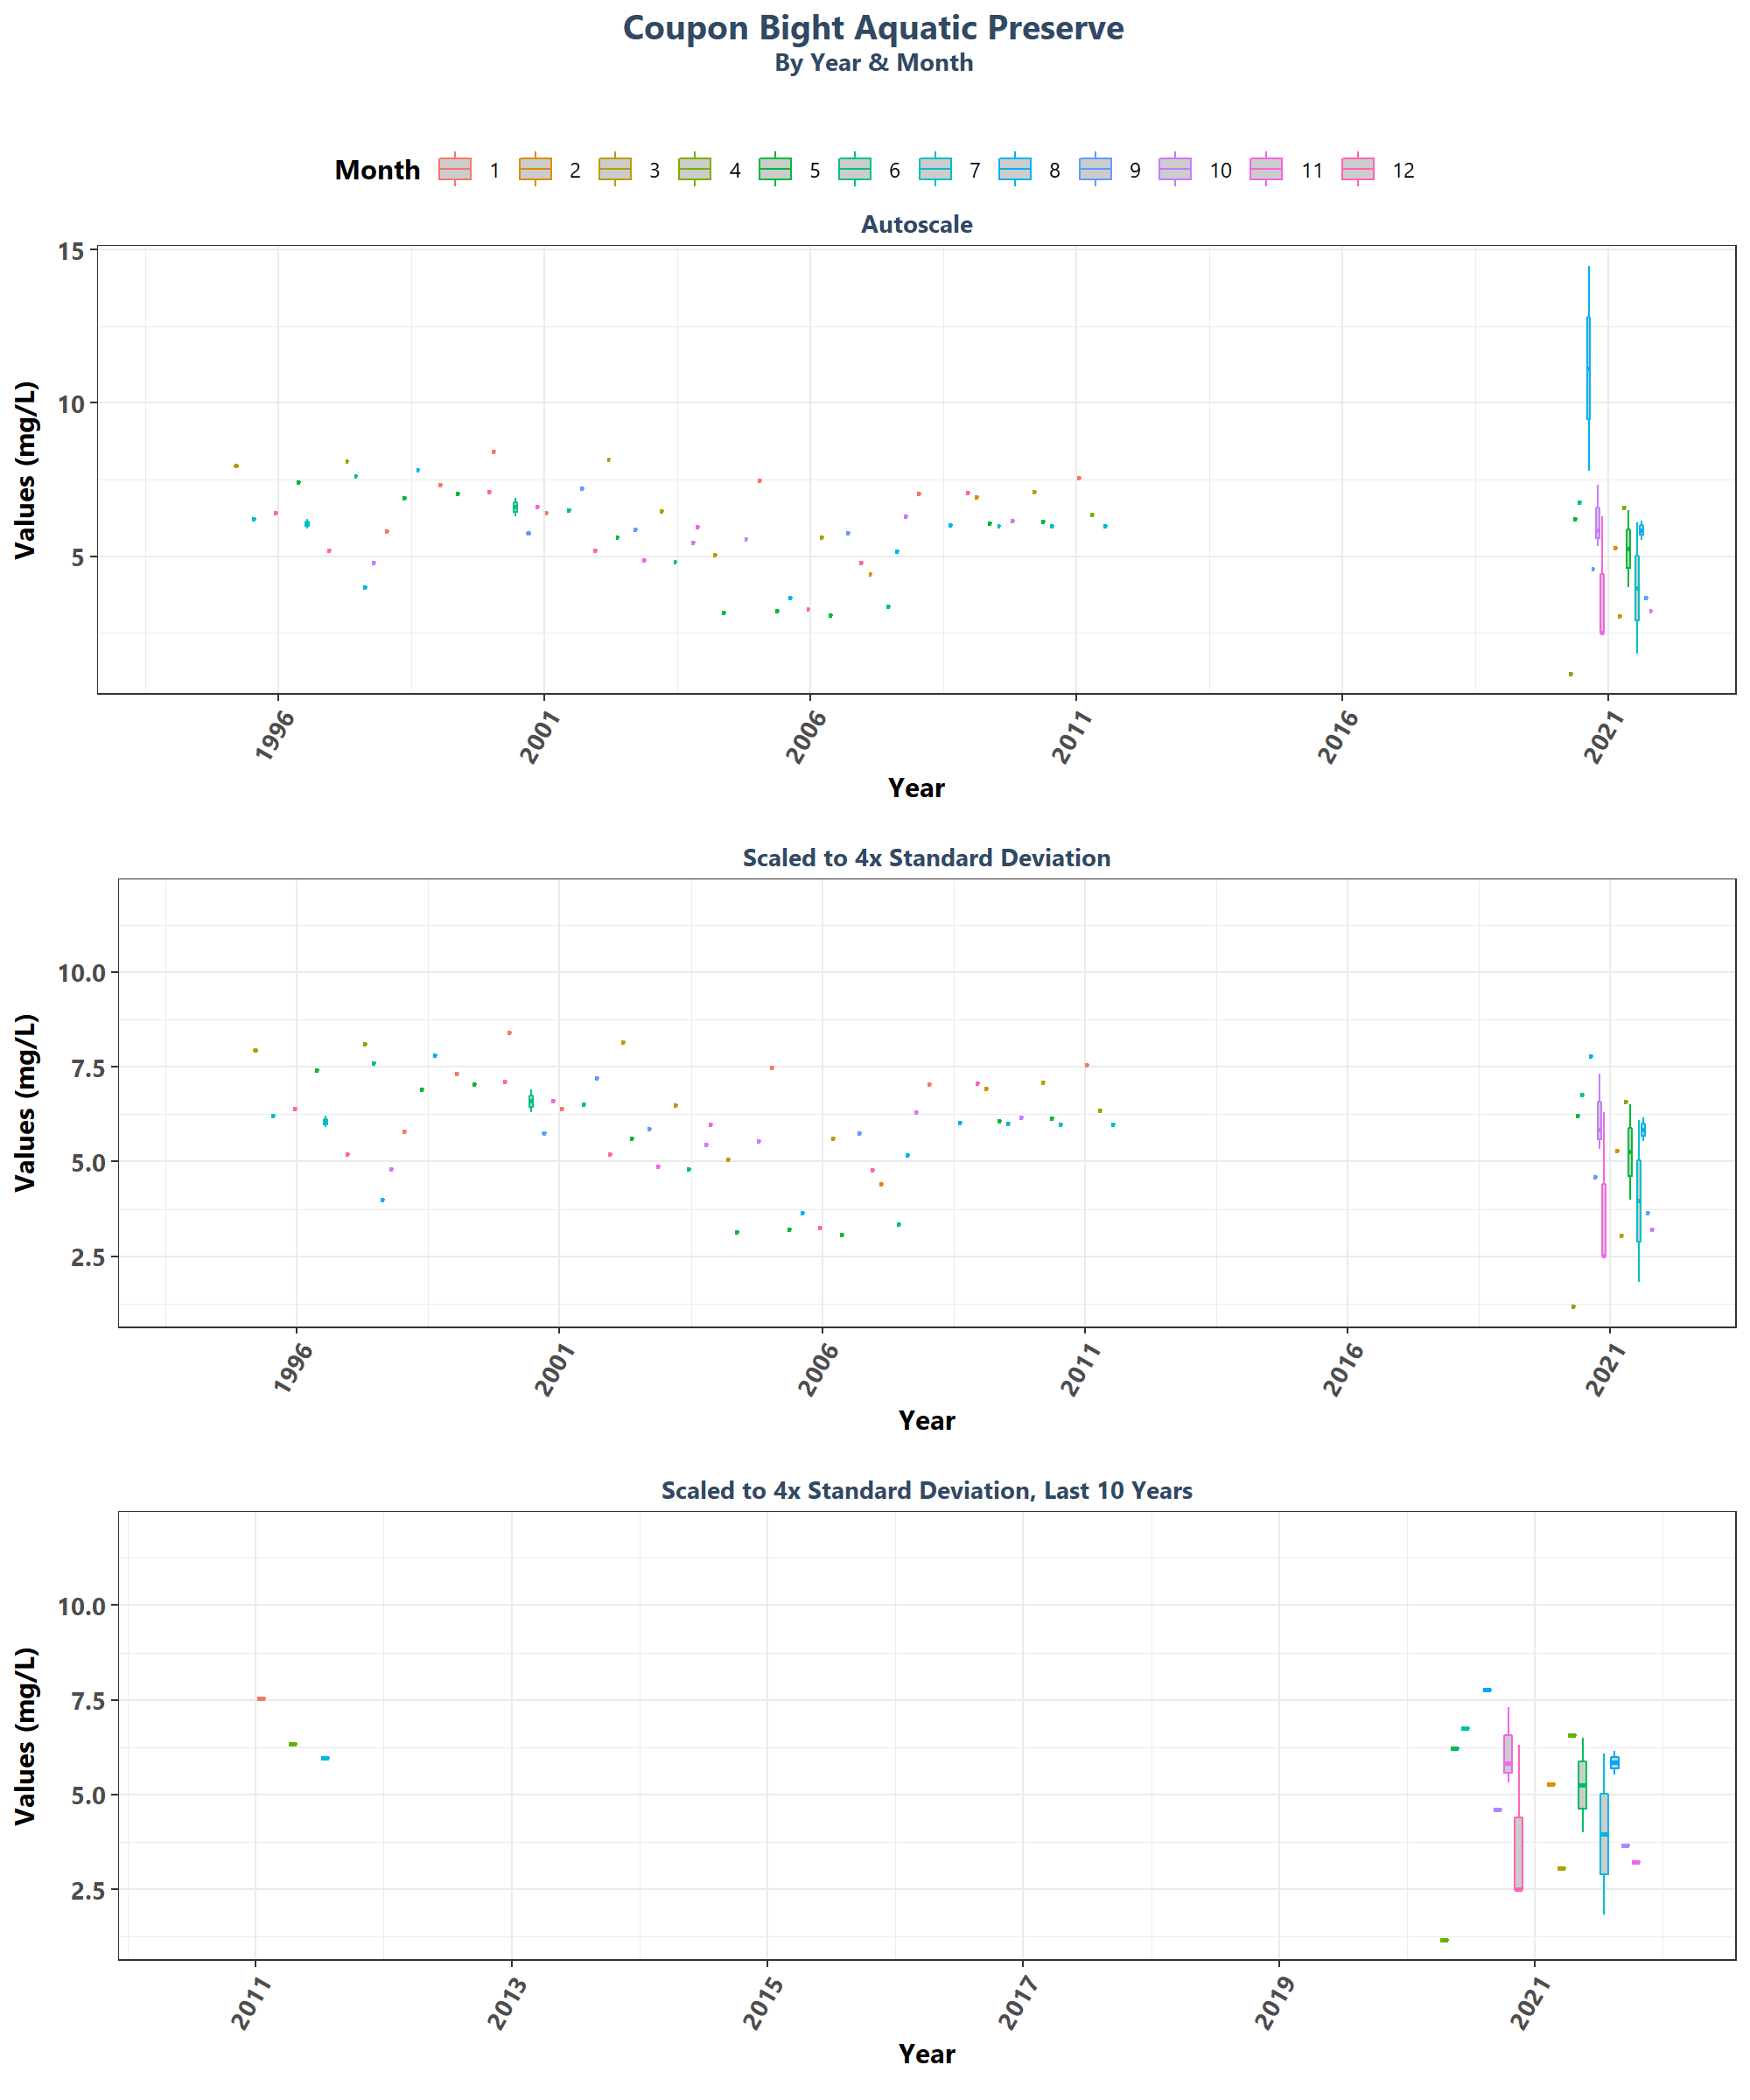 Coupon Bight Aquatic Preserve
By Year & Month
Month 1 2 3 4 5 6 7 8 9 10 11 12
Autoscale
Values (mg/L)
15
10
5
1996 2001 2006 2011 2016 2021
Year
Scaled to 4x Standard Deviation
Values (mg/L)
10.0
7.5
5.0
2.5
1996 2001 2006 2011 2016 2021
Year
Scaled to 4x Standard Deviation, Last 10 Years
Values (mg/L)
10.0
7.5
5.0
2.5
2011 2013 2015 2017 2019 2021
Year